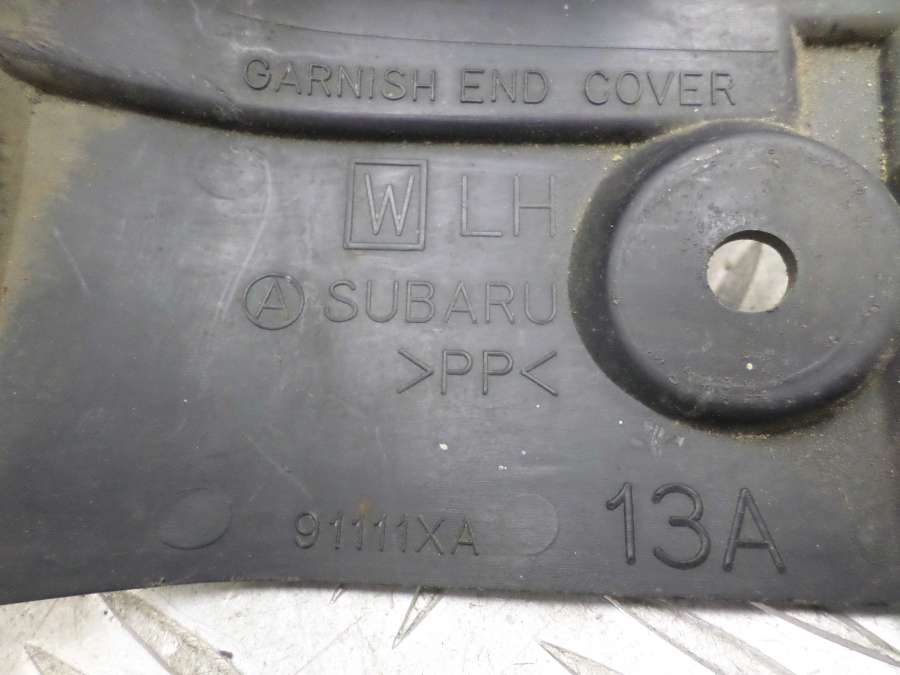 GARNISH END COVER
W LH
A SUBARU
>PP<
91111XA
13A